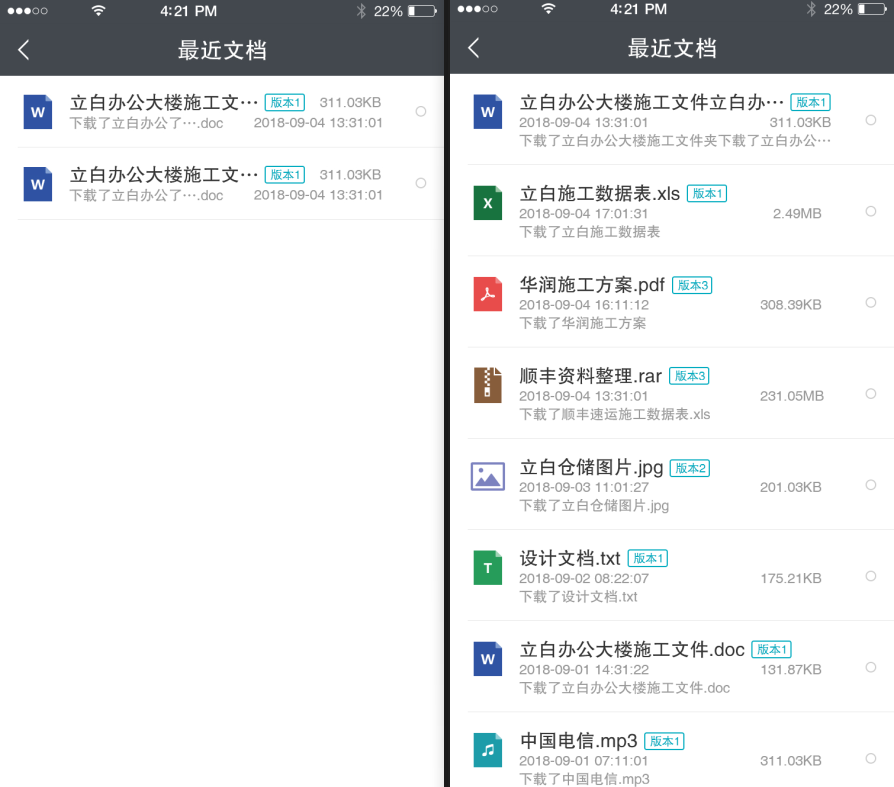 4:21 PM
22%
最近文档
W
立白办公大楼施工文… 版本1 311.03KB
下载了立白办公了….doc 2018-09-04 13:31:01
W
立白办公大楼施工文… 版本1 311.03KB
下载了立白办公了….doc 2018-09-04 13:31:01
4:21 PM
22%
最近文档
W
立白办公大楼施工文件立白办… 版本1
2018-09-04 13:31:01 311.03KB
下载了立白办公大楼施工文件夹下载了立白办公…
X
立白施工数据表.xls 版本1
2018-09-04 17:01:31 2.49MB
下载了立白施工数据表
华润施工方案.pdf 版本3
2018-09-04 16:11:12 308.39KB
下载了华润施工方案
顺丰资料整理.rar 版本3
2018-09-04 13:31:01 231.05MB
下载了顺丰速运施工数据表.xls
立白仓储图片.jpg 版本2
2018-09-03 11:01:27 201.03KB
下载了立白仓储图片.jpg
T
设计文档.txt 版本1
2018-09-02 08:22:07 175.21KB
下载了设计文档.txt
W
立白办公大楼施工文件.doc 版本1
2018-09-01 14:31:22 131.87KB
下载了立白办公大楼施工文件.doc
中国电信.mp3 版本1
2018-09-01 07:11:01 311.03KB
下载了中国电信.mp3